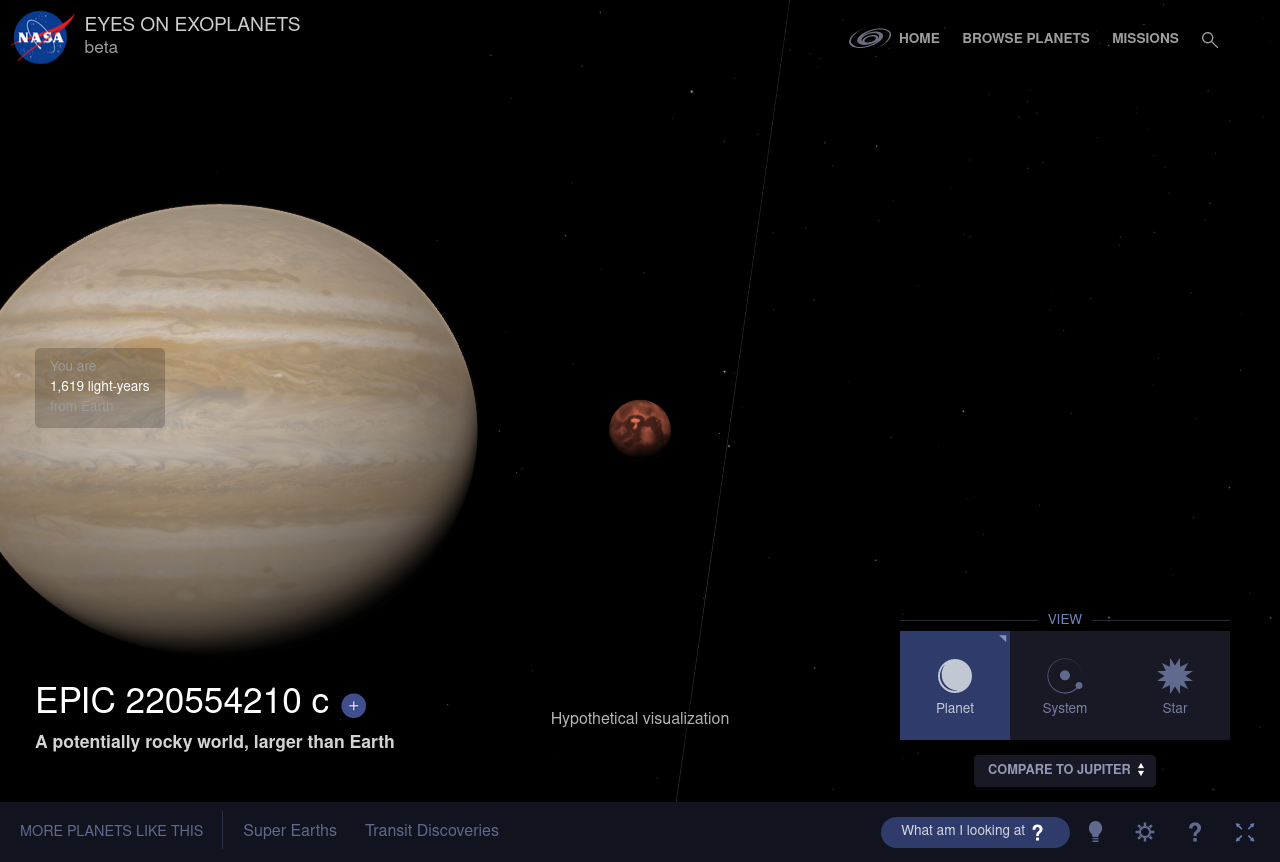 NASA
EYES ON EXOPLANETS
beta
HOME
BROWSE PLANETS
MISSIONS
You are
1,619 light-years
from Earth
EPIC 220554210 c
+
A potentially rocky world, larger than Earth
Hypothetical visualization
VIEW
Planet
System
Star
COMPARE TO JUPITER
MORE PLANETS LIKE THIS
Super Earths
Transit Discoveries
What am I looking at ?
?